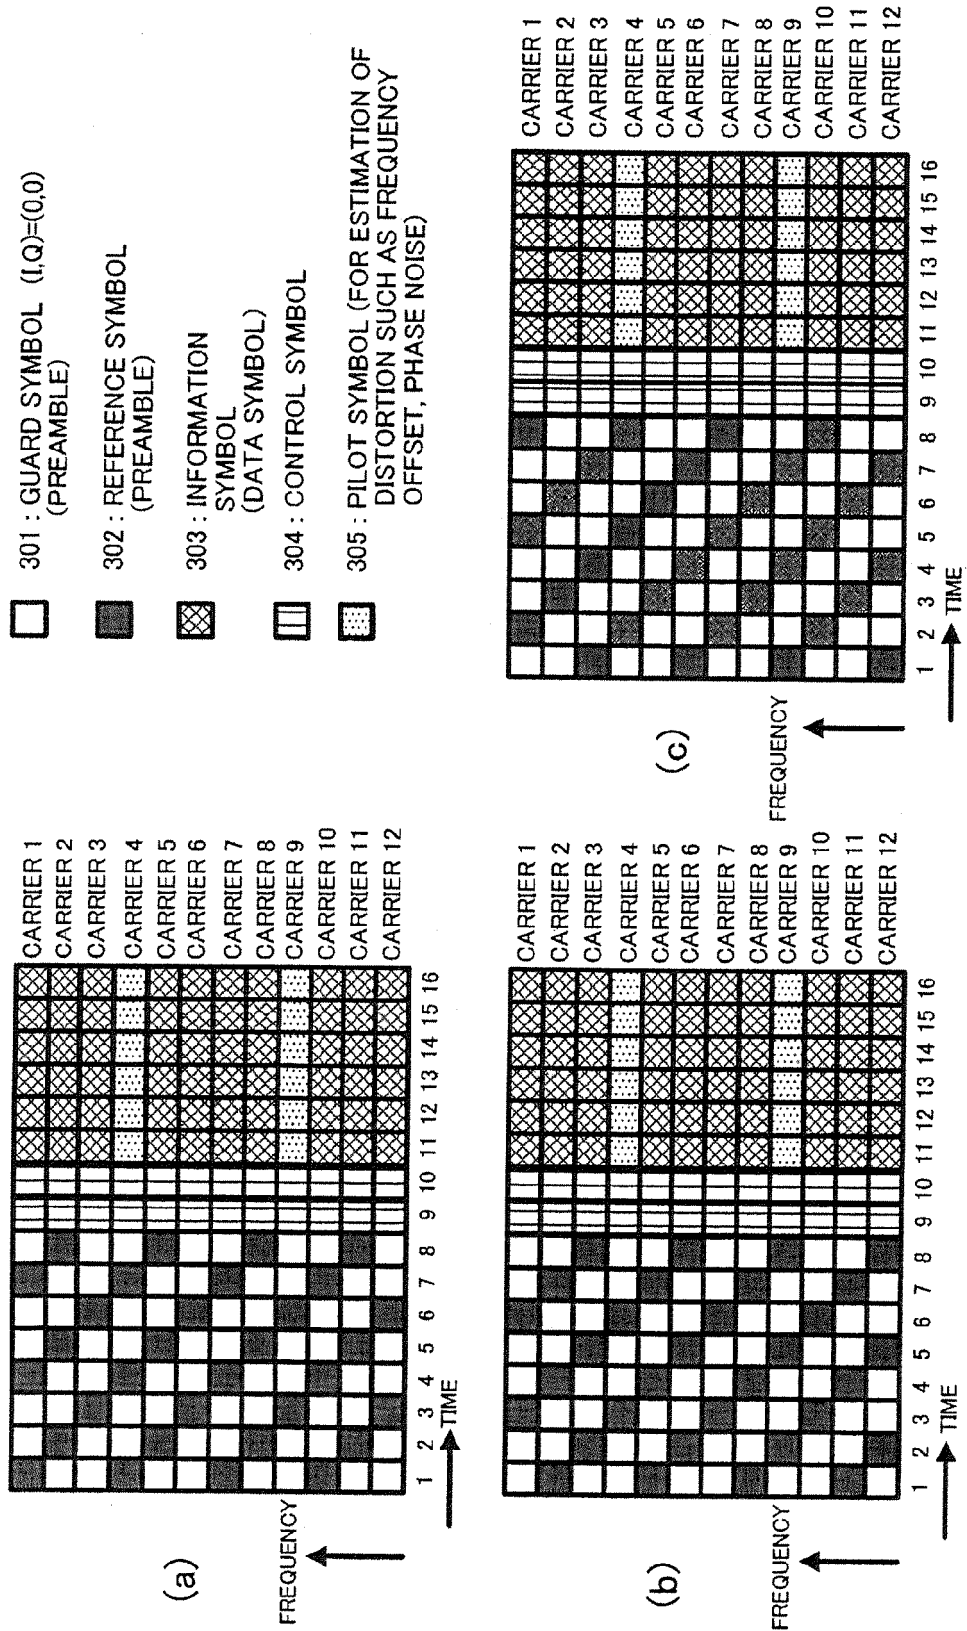 301 : GUARD SYMBOL (I,Q)=(0,0)
(PREAMBLE)
302 : REFERENCE SYMBOL
(PREAMBLE)
303 : INFORMATION
SYMBOL
(DATA SYMBOL)
304 : CONTROL SYMBOL
305 : PILOT SYMBOL (FOR ESTIMATION OF
DISTORTION SUCH AS FREQUENCY
OFFSET, PHASE NOISE)
(a)
FREQUENCY
CARRIER 1
CARRIER 2
CARRIER 3
CARRIER 4
CARRIER 5
CARRIER 6
CARRIER 7
CARRIER 8
CARRIER 9
CARRIER 10
CARRIER 11
CARRIER 12
1 2 3 4 5 6 7 8 9 10 11 12 13 14 15 16
TIME
(b)
FREQUENCY
CARRIER 1
CARRIER 2
CARRIER 3
CARRIER 4
CARRIER 5
CARRIER 6
CARRIER 7
CARRIER 8
CARRIER 9
CARRIER 10
CARRIER 11
CARRIER 12
1 2 3 4 5 6 7 8 9 10 11 12 13 14 15 16
TIME
(c)
FREQUENCY
CARRIER 1
CARRIER 2
CARRIER 3
CARRIER 4
CARRIER 5
CARRIER 6
CARRIER 7
CARRIER 8
CARRIER 9
CARRIER 10
CARRIER 11
CARRIER 12
1 2 3 4 5 6 7 8 9 10 11 12 13 14 15 16
TIME